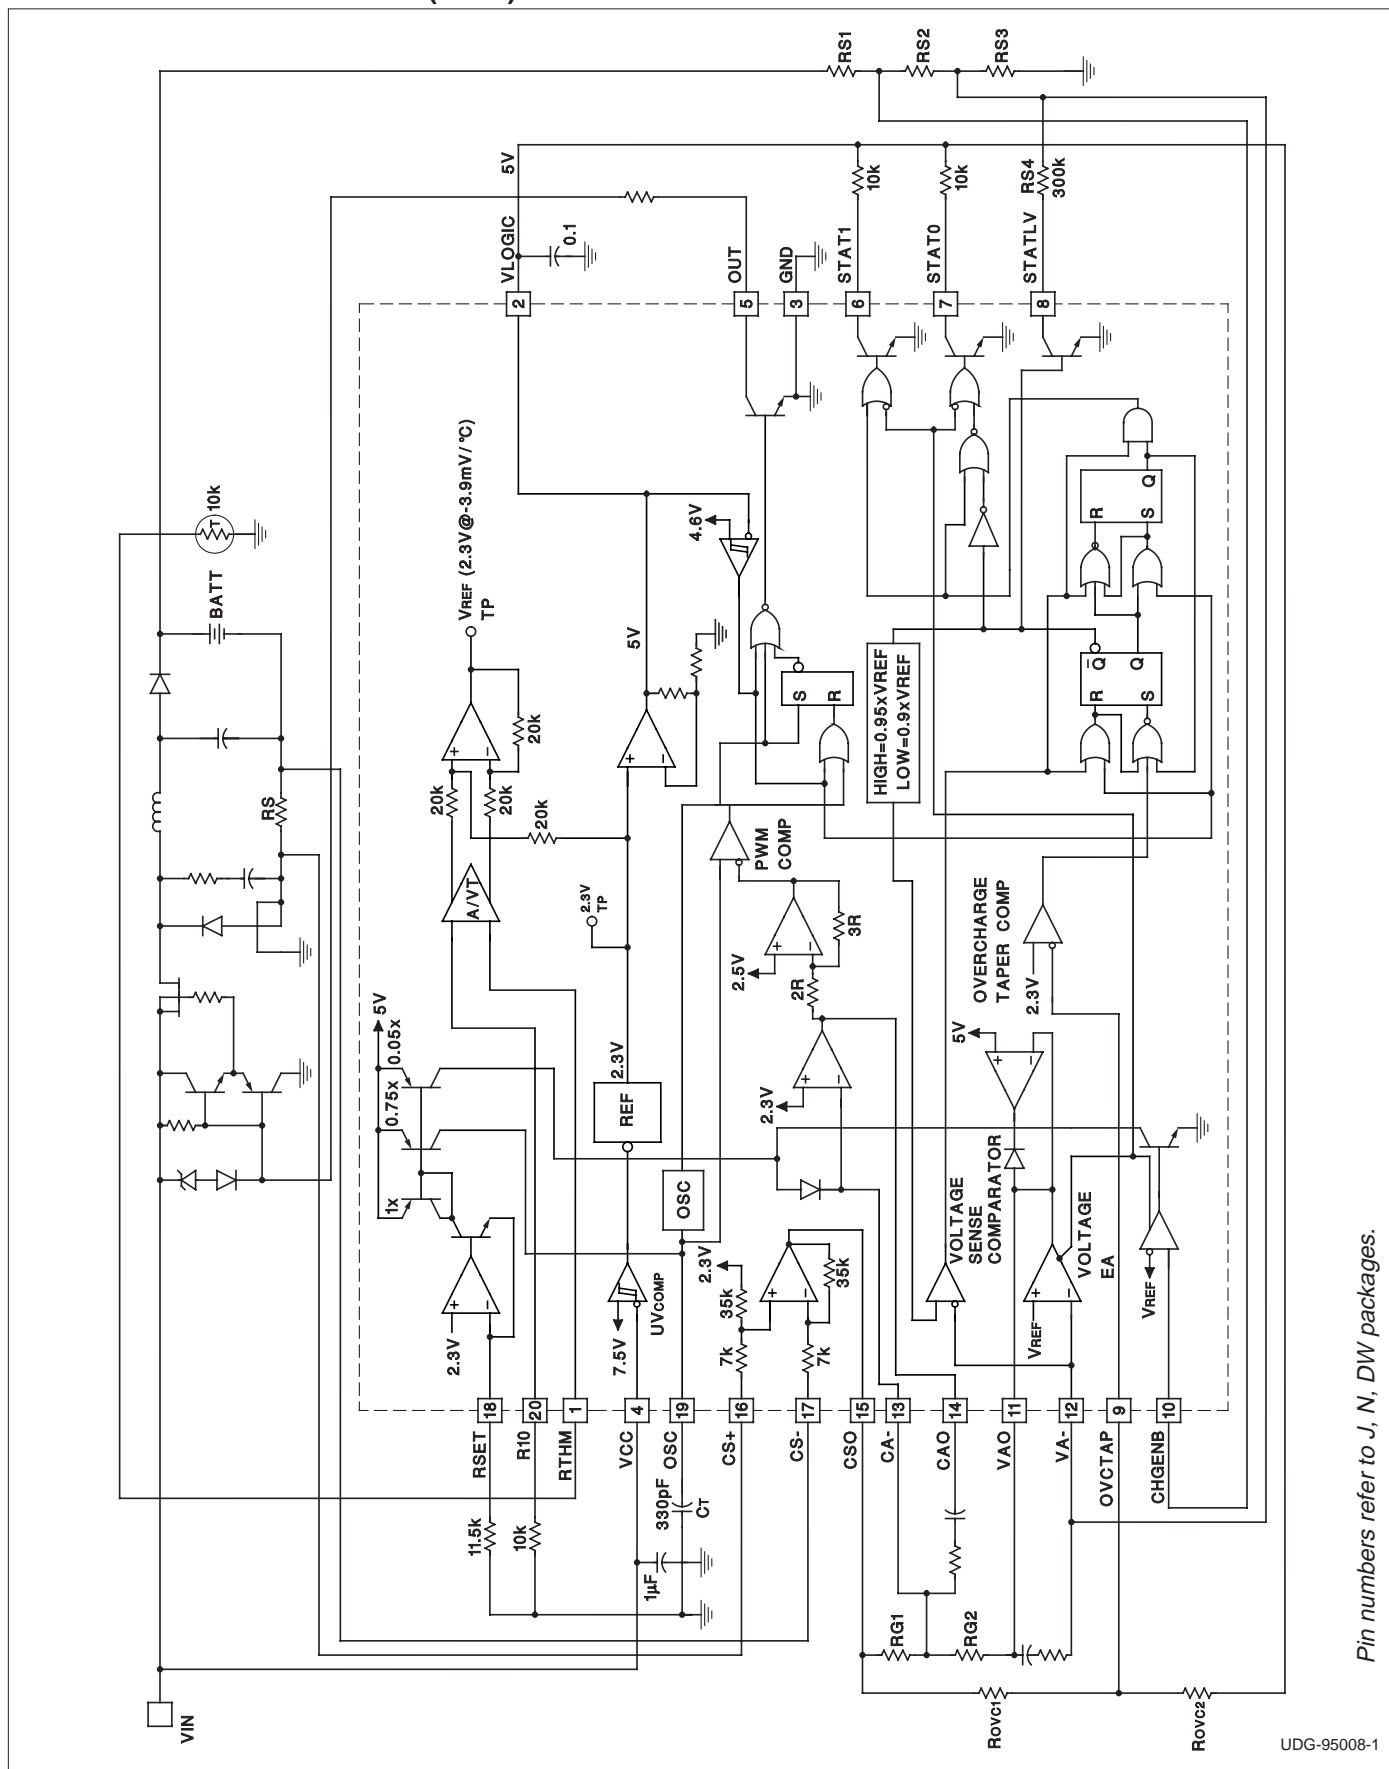 RS1
RS2
RS3
5V
VLOGIC
0.1
OUT
GND
STAT1
10k
STAT0
10k
STATLV
RS4
300k
2
5
3
6
7
8
10k
T
BATT
RS
VREF (2.3V@-3.9mV/°C)
TP
20k
20k
20k
20k
A/VT
5V
4.6V
S
R
HIGH=0.95xVREF
LOW=0.9xVREF
R
S
Q
Q
Q
R
S
PWM
COMP
3R
2R
2.5V
2.3V
OVERCHARGE
TAPER COMP
2.3V
5V
2.3V
TP
5V
0.05x
0.75x
1x
2.3V
REF
OSC
2.3V
7.5V
UVCOMP
2.3V
35k
7k
35k
7k
VOLTAGE
SENSE
COMPARATOR
VOLTAGE
EA
VREF
VREF
18
20
1
4
19
16
17
15
13
14
11
12
9
10
RSET
R10
RTHM
VCC
OSC
CS+
CS-
CSO
CA-
CAO
VAO
VA-
OVCTAP
CHGENB
11.5k
10k
1µF
330pF
CT
RG1
RG2
ROVC1
ROVC2
VIN
Pin numbers refer to J, N, DW packages.
UDG-95008-1